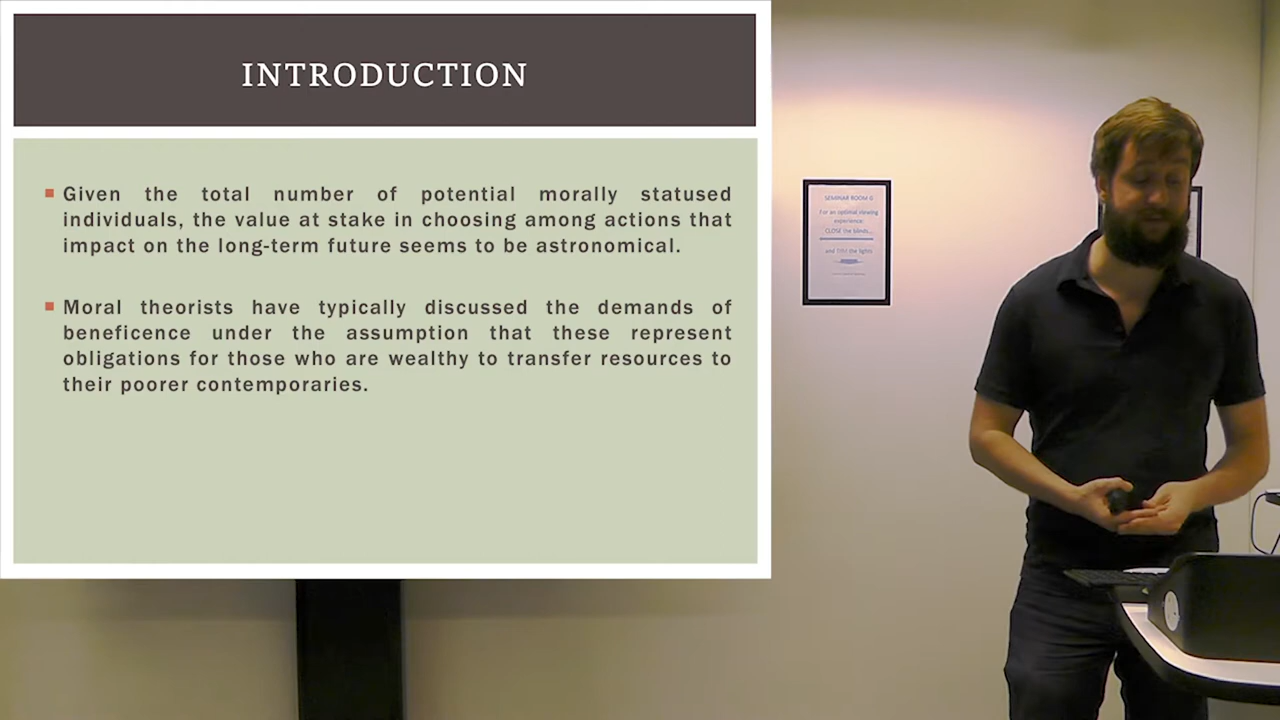 INTRODUCTION
Given the total number of potential morally statused
individuals, the value at stake in choosing among actions that
impact on the long-term future seems to be astronomical.
Moral theorists have typically discussed the demands of
beneficence under the assumption that these represent
obligations for those who are wealthy to transfer resources to
their poorer contemporaries.
SEMINAR ROOM 0
For an optimal viewing
experience:
CLOSE the blinds...
and DIM the lights